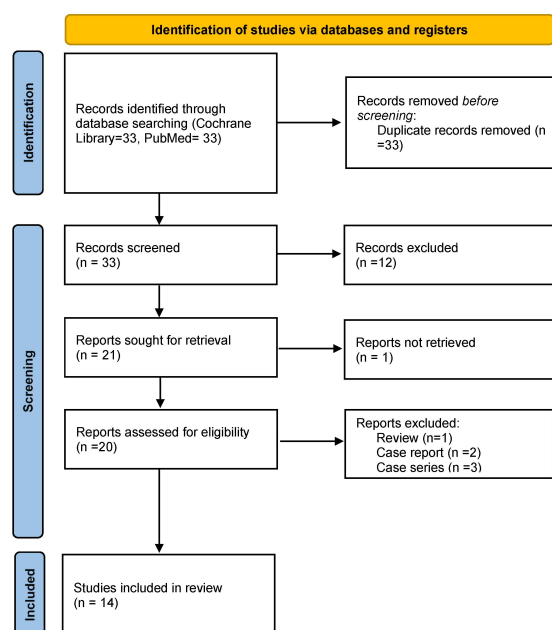 Identification of studies via databases and registers
Identification
Records identified through
database searching (Cochrane
Library=33, PubMed= 33)
Records removed before
screening:
Duplicate records removed (n
=33)
Screening
Records screened
(n = 33)
Records excluded
(n =12)
Reports sought for retrieval
(n = 21)
Reports not retrieved
(n = 1)
Reports assessed for eligibility
(n =20)
Reports excluded:
Review (n=1)
Case report (n =2)
Case series (n =3)
Included
Studies included in review
(n = 14)